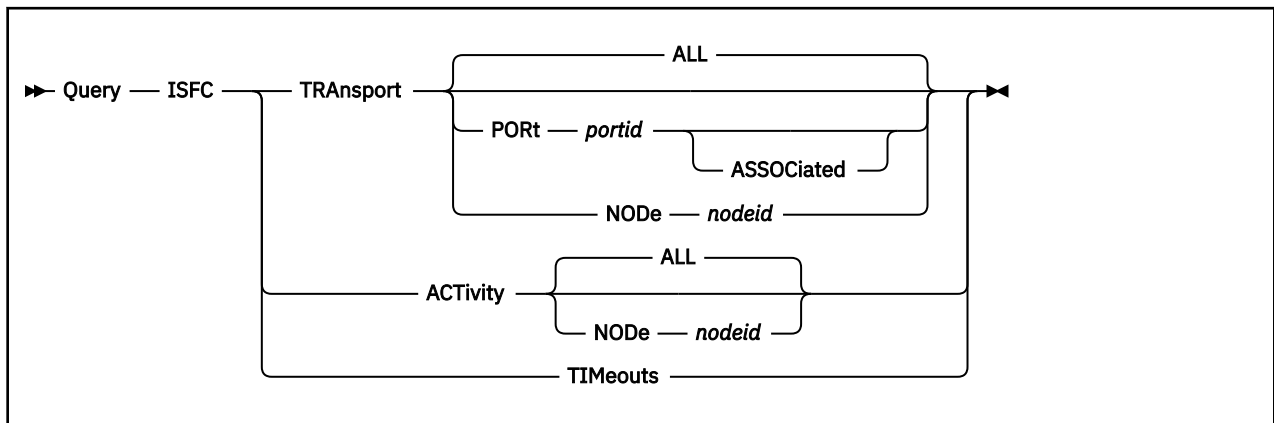 ALL
Query ISFC TRAnsport
PORt portid
ASSOCiated
NODe nodeid
ALL
ACTivity
NODe nodeid
TIMeouts